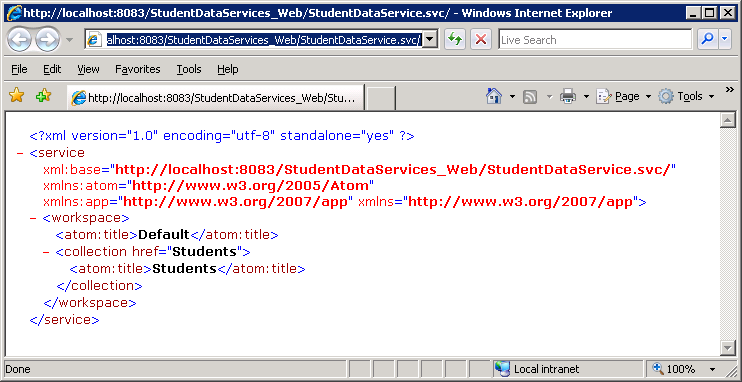 http://localhost:8083/StudentDataServices_Web/StudentDataService.svc/ - Windows Internet Explorer
alhost:8083/StudentDataServices_Web/StudentDataService.svc/
Live Search
File Edit View Favorites Tools Help
http://localhost:8083/StudentDataServices_Web/Stu...
Page Tools
<?xml version="1.0" encoding="utf-8" standalone="yes" ?>
- <service
xml:base="http://localhost:8083/StudentDataServices_Web/StudentDataService.svc/"
xmlns:atom="http://www.w3.org/2005/Atom"
xmlns:app="http://www.w3.org/2007/app" xmlns="http://www.w3.org/2007/app">
- <workspace>
<atom:title>Default</atom:title>
- <collection href="Students">
<atom:title>Students</atom:title>
</collection>
</workspace>
</service>
Done
Local intranet
100%